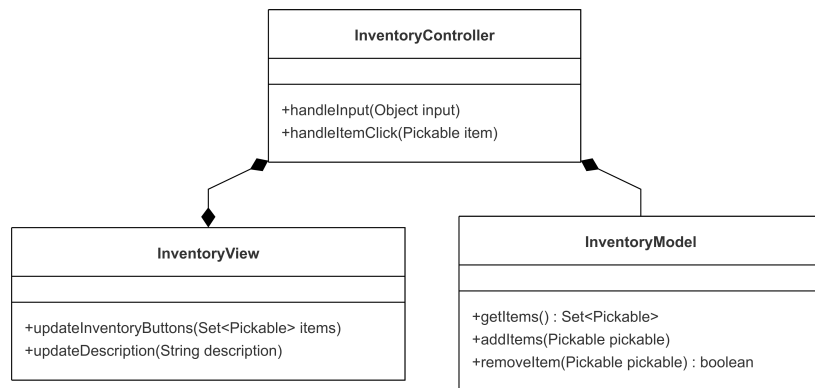 InventoryController
+handleInput(Object input)
+handleItemClick(Pickable item)
InventoryView
+updateInventoryButtons(Set<Pickable> items)
+updateDescription(String description)
InventoryModel
+getItems() : Set<Pickable>
+addItems(Pickable pickable)
+removeItem(Pickable pickable) : boolean